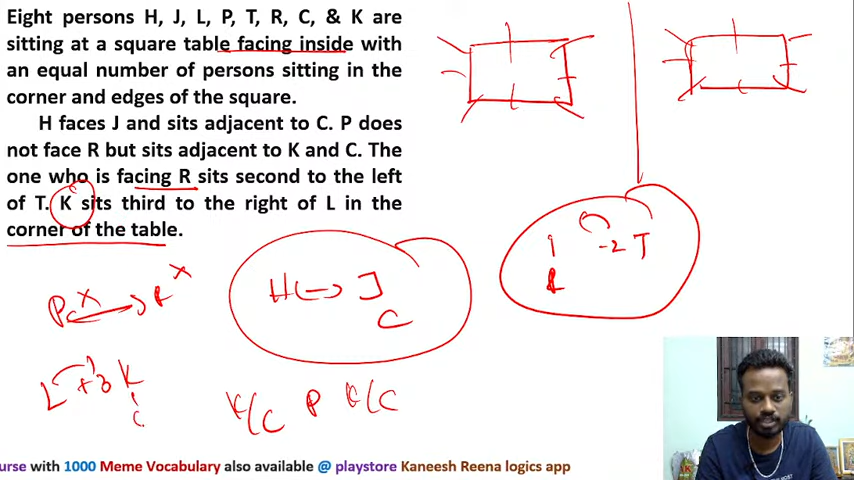 Eight persons H, J, L, P, T, R, C, & K are
sitting at a square table facing inside with
an equal number of persons sitting in the
corner and edges of the square.
H faces J and sits adjacent to C. P does
not face R but sits adjacent to K and C. The
one who is facing R sits second to the left
of T. K sits third to the right of L in the
corner of the table.
H ↔ J
C
-2 T
R
P ↔ R
L +3 K
C
K/C P K/C
urse with 1000 Meme Vocabulary also available @ playstore Kaneesh Reena logics app